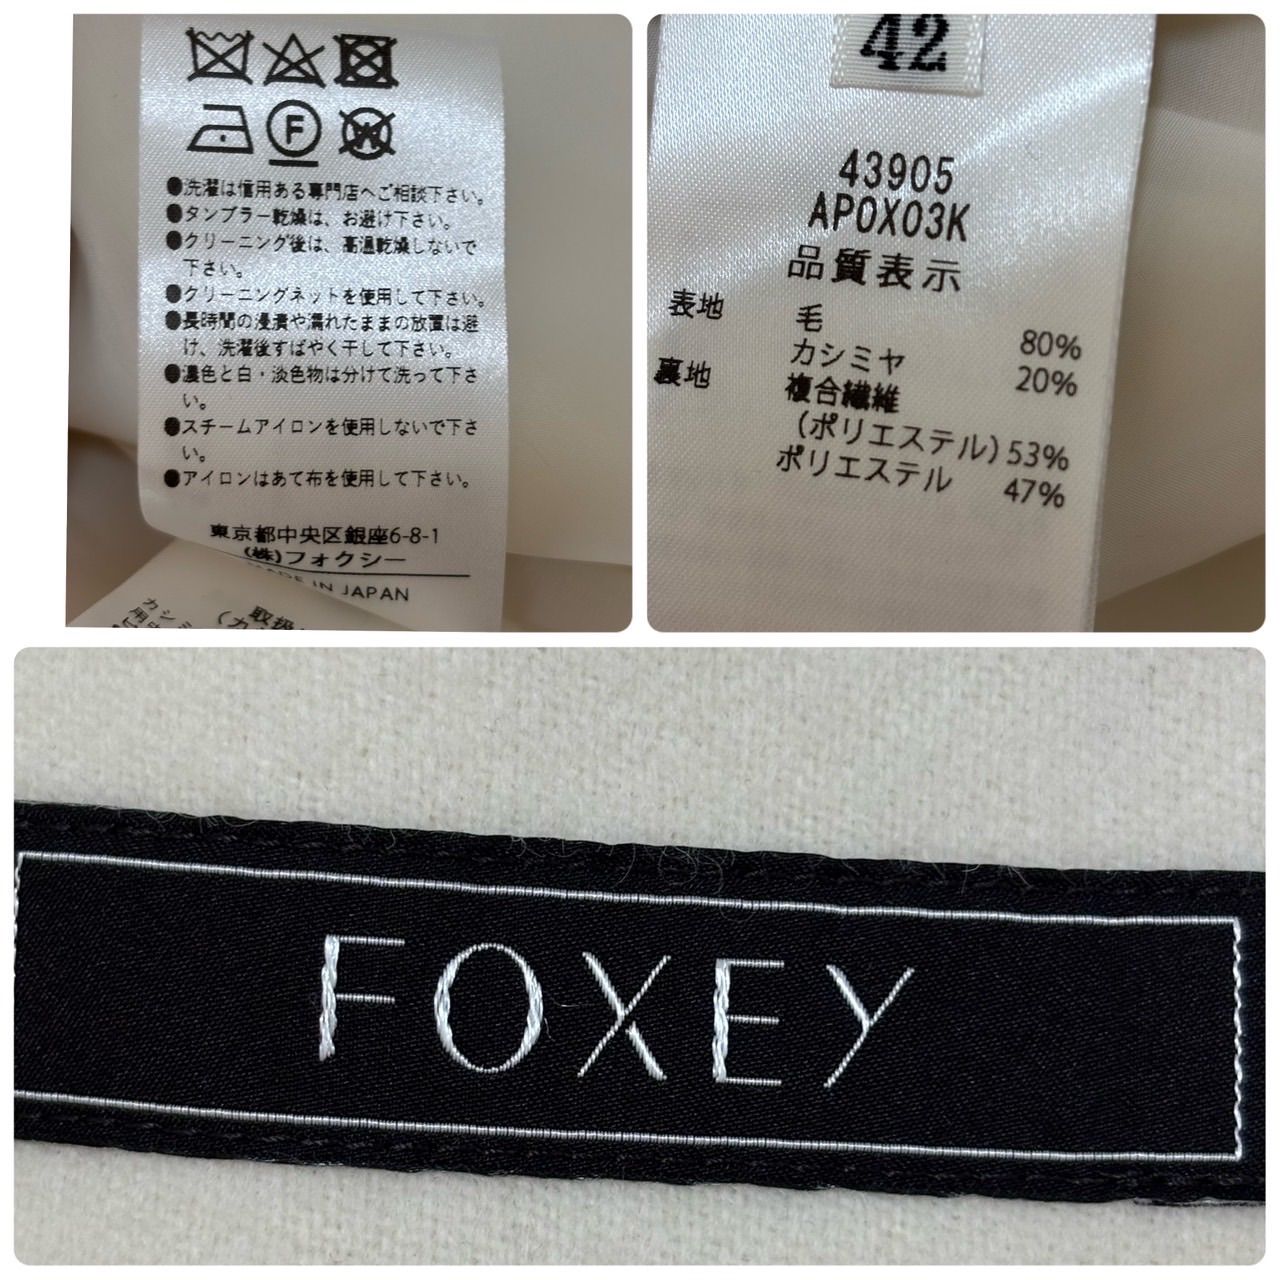 F
W
●洗濯は信用ある専門店へご相談下さい。
●タンブラー乾燥は、お避け下さい。
●クリーニング後は、高温乾燥しないで
下さい。
●クリーニングネットを使用して下さい。
●長時間の浸漬や濡れたままの放置は避
け、洗濯後すばやく干して下さい。
●濃色と白・淡色物は分けて洗って下さ
い。
●スチームアイロンを使用しないで下さ
い。
●アイロンはあて布を使用して下さい。
東京都中央区銀座6-8-1
(株)フォクシー
MADE IN JAPAN
取扱
カシミ
42
43905
APOX03K
品質表示
表地 毛 80%
カシミヤ 20%
裏地 複合繊維
(ポリエステル) 53%
ポリエステル 47%
FOXEY